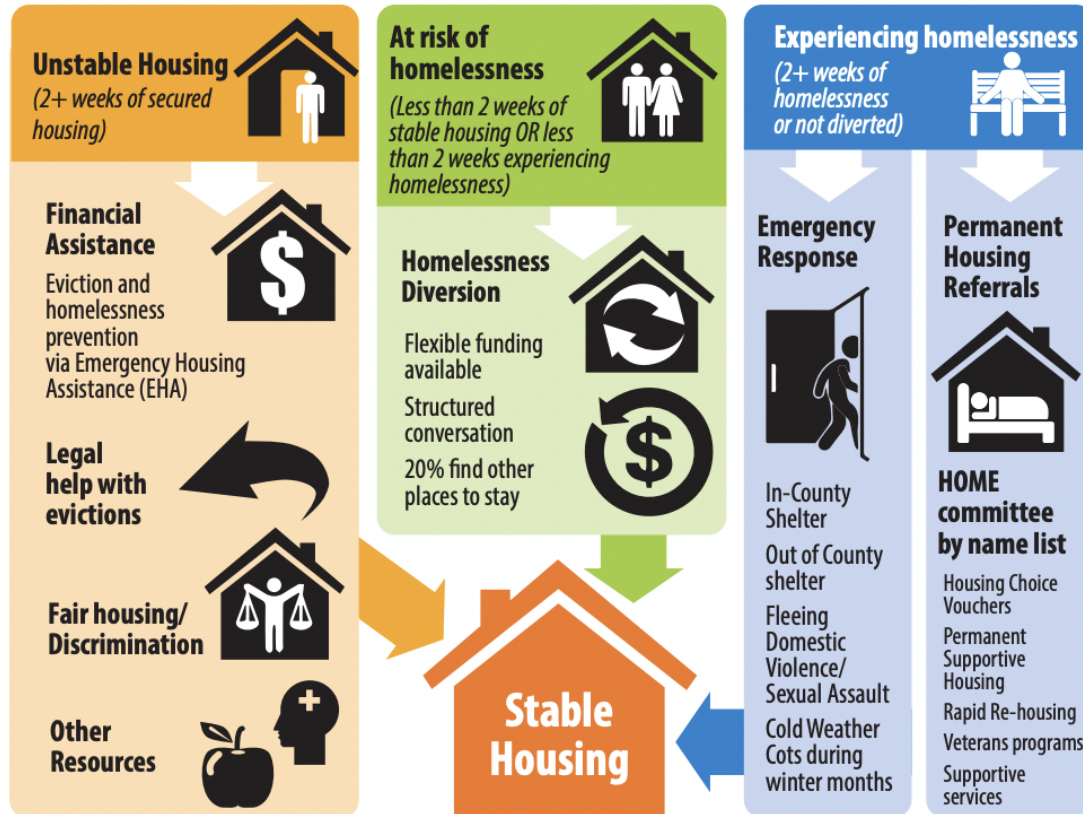 Unstable Housing
(2+ weeks of secured
housing)
Financial
Assistance
Eviction and
homelessness
prevention
via Emergency Housing
Assistance (EHA)
$
Legal
help with
evictions
Fair housing/
Discrimination
Other
Resources
At risk of
homelessness
(Less than 2 weeks of
stable housing OR less
than 2 weeks experiencing
homelessness)
Homelessness
Diversion
Flexible funding
available
Structured
conversation
20% find other
places to stay
$
Stable
Housing
Experiencing homelessness
(2+ weeks of
homelessness
or not diverted)
Emergency
Response
In-County
Shelter
Out of County
shelter
Fleeing
Domestic
Violence/
Sexual Assault
Cold Weather
Cots during
winter months
Permanent
Housing
Referrals
HOME
committee
by name list
Housing Choice
Vouchers
Permanent
Supportive
Housing
Rapid Re-housing
Veterans programs
Supportive
services